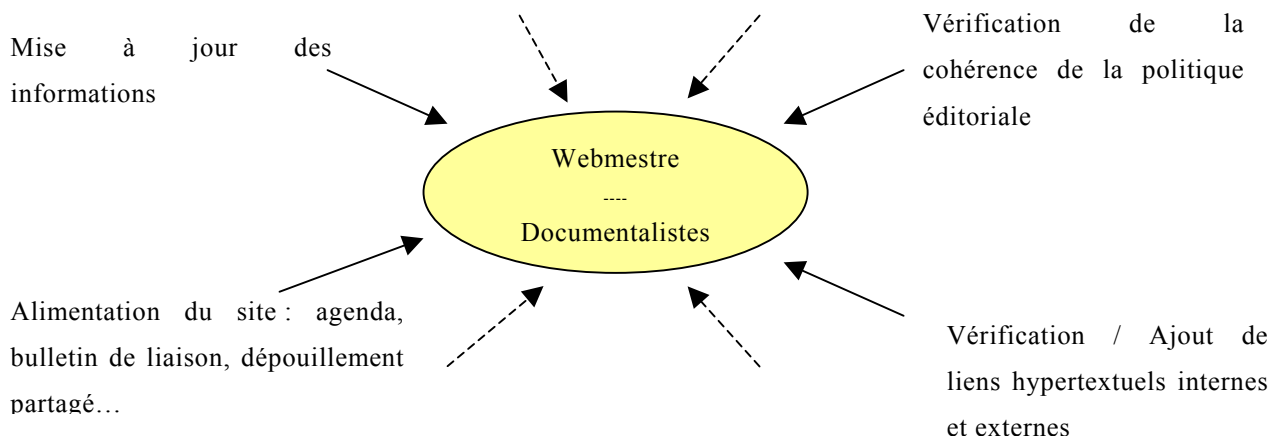 Mise à jour des
informations
Vérification de la
cohérence de la politique
éditoriale
Webmestre
----
Documentalistes
Alimentation du site : agenda,
bulletin de liaison, dépouillement
partagé…
Vérification / Ajout de
liens hypertextuels internes
et externes